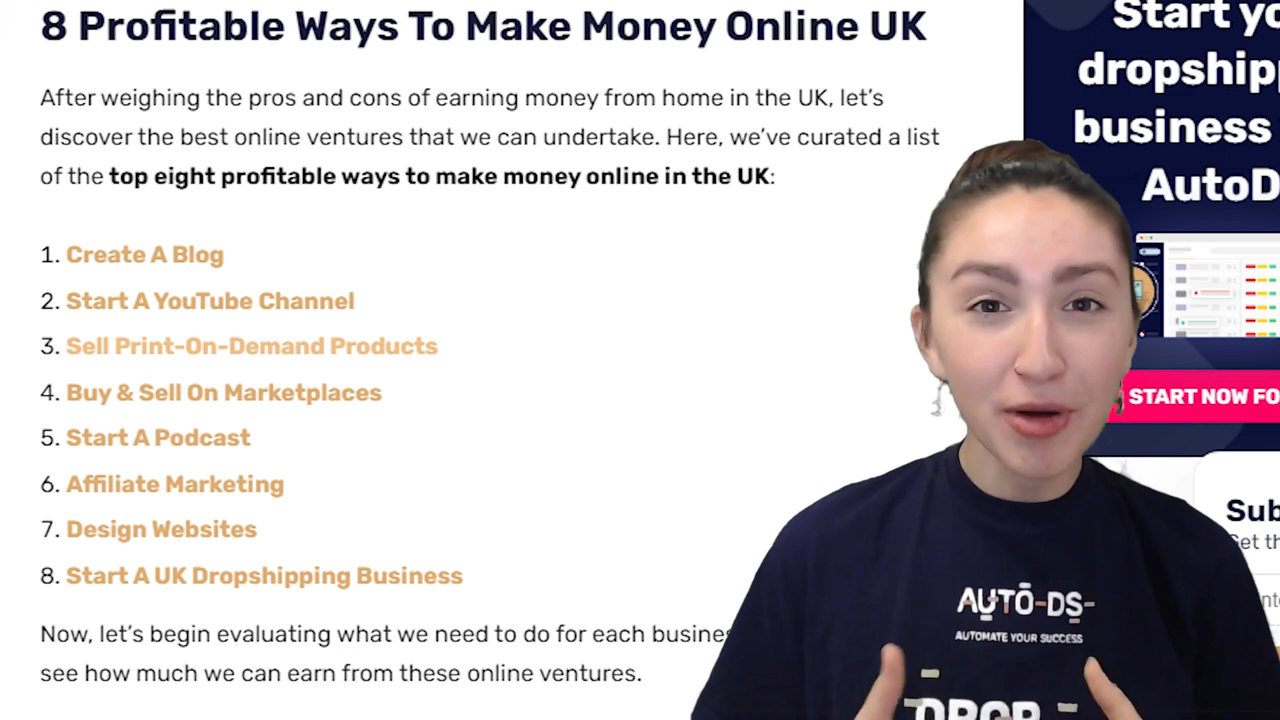 8 Profitable Ways To Make Money Online UK
After weighing the pros and cons of earning money from home in the UK, let's
discover the best online ventures that we can undertake. Here, we've curated a list
of the top eight profitable ways to make money online in the UK:
1. Create A Blog
2. Start A YouTube Channel
3. Sell Print-On-Demand Products
4. Buy & Sell On Marketplaces
5. Start A Podcast
6. Affiliate Marketing
7. Design Websites
8. Start A UK Dropshipping Business
Now, let's begin evaluating what we need to do for each
see how much we can earn from these online ventures.
Start
business
START NOW
AUTO-DS-
AUTOMATE YOUR SUCCESS
DROP